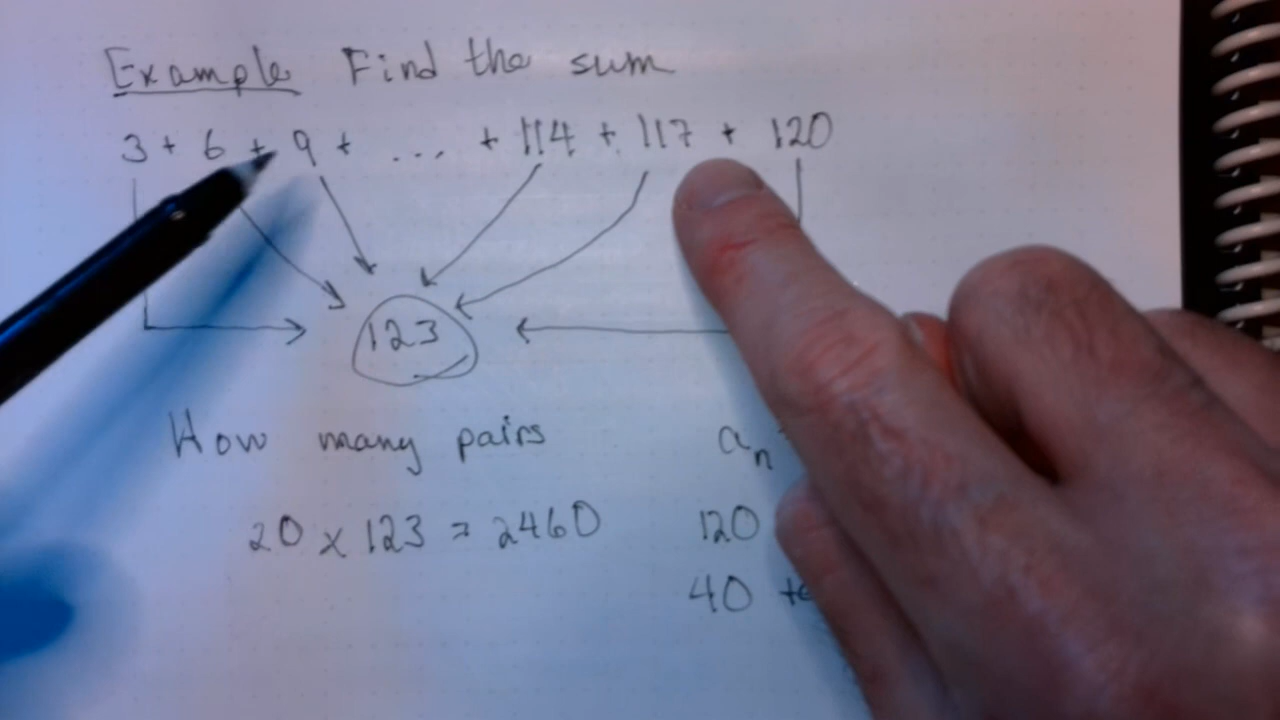 Example Find the sum
3 + 6 + 9 + ... + 114 + 117 + 120
123
How many pairs
a_n
20 x 123 = 2460
120
40